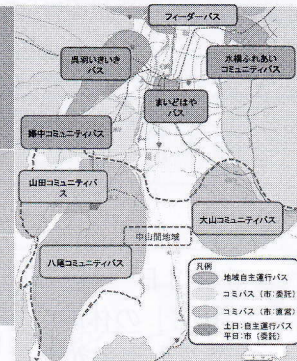 フィーダーバス
呉羽いきいき
バス
水橋ふれあい
コミュニティバス
まいどはや
バス
婦中コミュニティバス
山田コミュニティバ
ス
大山コミュニティバス
中山間地域
八尾コミュニティバス
凡例
地域自主運行バス
コミバス（市：委託）
コミバス（市：直営）
土日：自主運行バス
平日：市（委託）